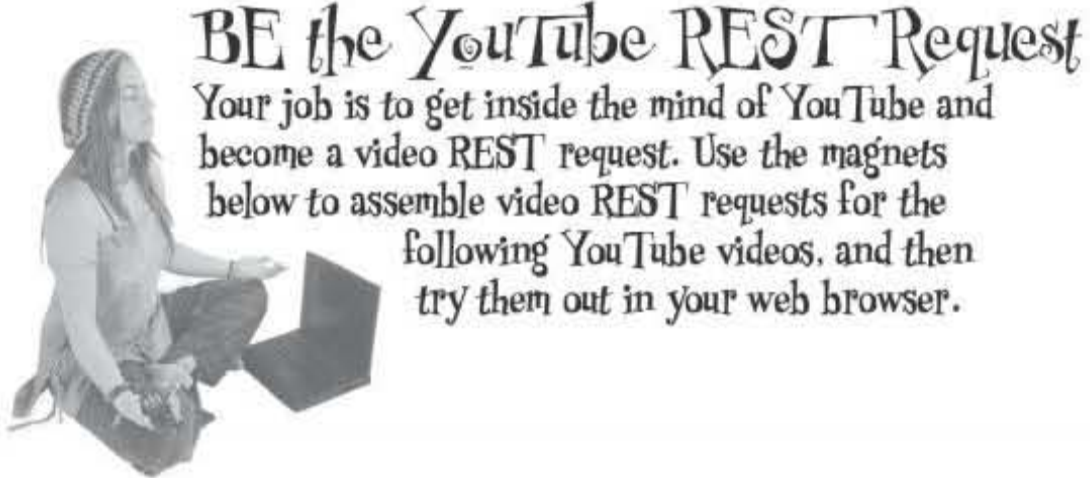 BE the YouTube REST Request
Your job is to get inside the mind of YouTube and
become a video REST request. Use the magnets
below to assemble video REST requests for the
following YouTube videos, and then
try them out in your web browser.